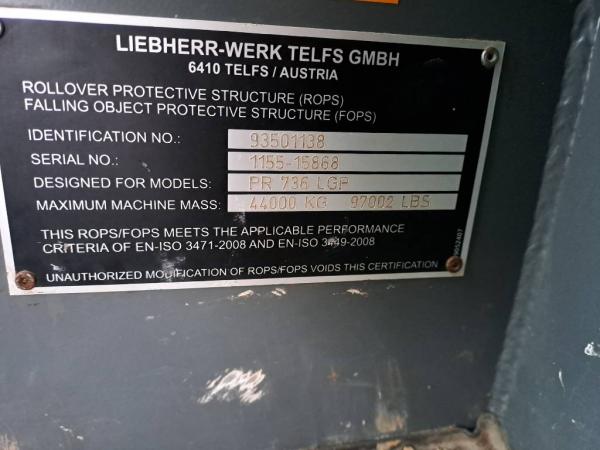 LIEBHERR-WERK TELFS GMBH
6410 TELFS / AUSTRIA
ROLLOVER PROTECTIVE STRUCTURE (ROPS)
FALLING OBJECT PROTECTIVE STRUCTURE (FOPS)
IDENTIFICATION NO.: 93501138
SERIAL NO.: 1155-15868
DESIGNED FOR MODELS: PR 736 LGP
MAXIMUM MACHINE MASS: 44000 KG 97002 LBS
THIS ROPS/FOPS MEETS THE APPLICABLE PERFORMANCE
CRITERIA OF EN-ISO 3471-2008 AND EN-ISO 3449-2008
UNAUTHORIZED MODIFICATION OF ROPS/FOPS VOIDS THIS CERTIFICATION